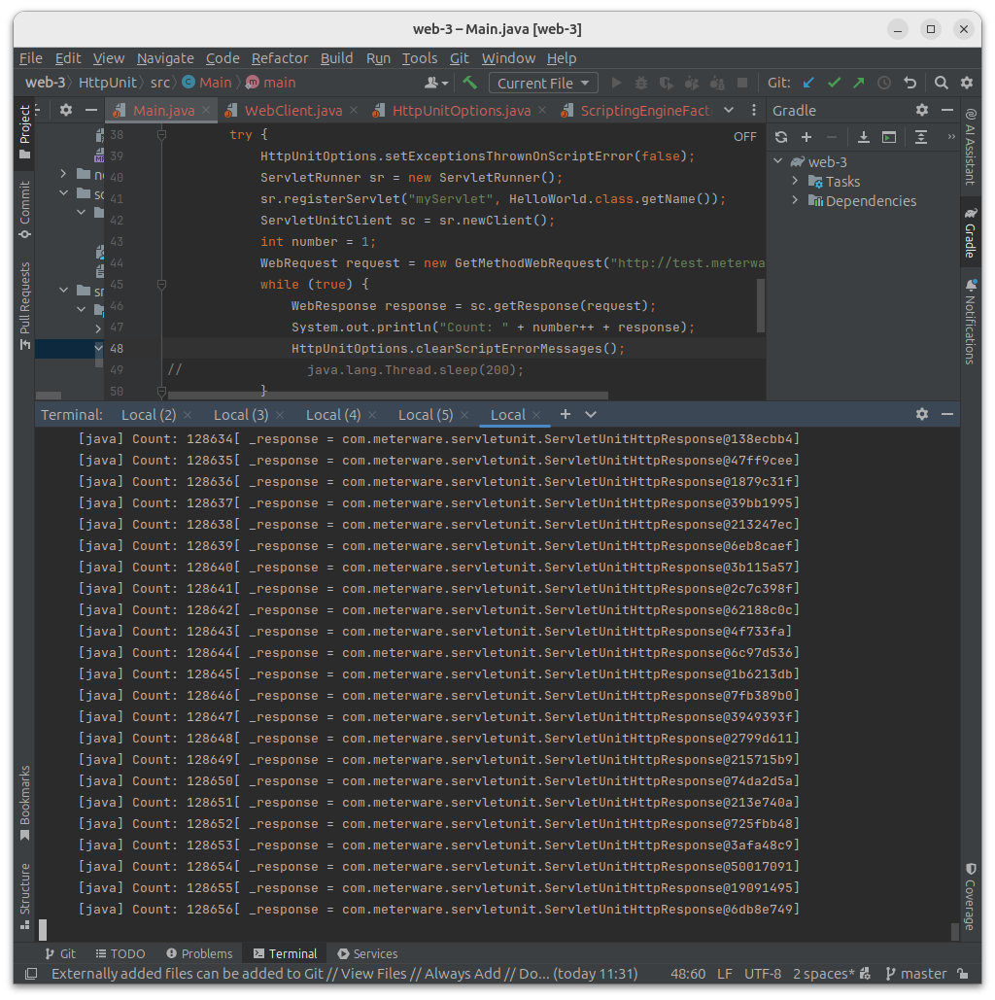 web-3 – Main.java [web-3]
File Edit View Navigate Code Refactor Build Run Tools Git Window Help
web-3 HttpUnit src Main main Current File Git:
Project
Commit
Pull Requests
Bookmarks
Structure
Main.java WebClient.java HttpUnitOptions.java ScriptingEngineFact
OFF
38 try {
39 HttpUnitOptions.setExceptionsThrownOnScriptError(false);
40 ServletRunner sr = new ServletRunner();
41 sr.registerServlet("myServlet", HelloWorld.class.getName());
42 ServletUnitClient sc = sr.newClient();
43 int number = 1;
44 WebRequest request = new GetMethodWebRequest("http://test.meterwa
45 while (true) {
46 WebResponse response = sc.getResponse(request);
47 System.out.println("Count: " + number++ + response);
48 HttpUnitOptions.clearScriptErrorMessages();
49 // java.lang.Thread.sleep(200);
50 }
Gradle
web-3
Tasks
Dependencies
AI Assistant
Gradle
Notifications
Coverage
Terminal: Local (2) Local (3) Local (4) Local (5) Local
[java] Count: 128634[ _response = com.meterware.servletunit.ServletUnitHttpResponse@138ecbb4]
[java] Count: 128635[ _response = com.meterware.servletunit.ServletUnitHttpResponse@47ff9cee]
[java] Count: 128636[ _response = com.meterware.servletunit.ServletUnitHttpResponse@1879c31f]
[java] Count: 128637[ _response = com.meterware.servletunit.ServletUnitHttpResponse@39bb1995]
[java] Count: 128638[ _response = com.meterware.servletunit.ServletUnitHttpResponse@213247ec]
[java] Count: 128639[ _response = com.meterware.servletunit.ServletUnitHttpResponse@6eb8caef]
[java] Count: 128640[ _response = com.meterware.servletunit.ServletUnitHttpResponse@3b115a57]
[java] Count: 128641[ _response = com.meterware.servletunit.ServletUnitHttpResponse@2c7c398f]
[java] Count: 128642[ _response = com.meterware.servletunit.ServletUnitHttpResponse@62188c0c]
[java] Count: 128643[ _response = com.meterware.servletunit.ServletUnitHttpResponse@4f733fa]
[java] Count: 128644[ _response = com.meterware.servletunit.ServletUnitHttpResponse@6c97d536]
[java] Count: 128645[ _response = com.meterware.servletunit.ServletUnitHttpResponse@1b6213db]
[java] Count: 128646[ _response = com.meterware.servletunit.ServletUnitHttpResponse@7fb389b0]
[java] Count: 128647[ _response = com.meterware.servletunit.ServletUnitHttpResponse@3949393f]
[java] Count: 128648[ _response = com.meterware.servletunit.ServletUnitHttpResponse@2799d611]
[java] Count: 128649[ _response = com.meterware.servletunit.ServletUnitHttpResponse@215715b9]
[java] Count: 128650[ _response = com.meterware.servletunit.ServletUnitHttpResponse@74da2d5a]
[java] Count: 128651[ _response = com.meterware.servletunit.ServletUnitHttpResponse@213e740a]
[java] Count: 128652[ _response = com.meterware.servletunit.ServletUnitHttpResponse@725fbb48]
[java] Count: 128653[ _response = com.meterware.servletunit.ServletUnitHttpResponse@3afa48c9]
[java] Count: 128654[ _response = com.meterware.servletunit.ServletUnitHttpResponse@50017091]
[java] Count: 128655[ _response = com.meterware.servletunit.ServletUnitHttpResponse@19091495]
[java] Count: 128656[ _response = com.meterware.servletunit.ServletUnitHttpResponse@6db8e749]
Git TODO Problems Terminal Services
Externally added files can be added to Git // View Files // Always Add // Do... (today 11:31) 48:60 LF UTF-8 2 spaces* master